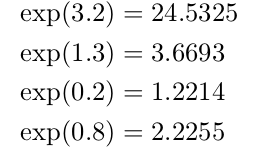 exp(3.2) = 24.5325
exp(1.3) = 3.6693
exp(0.2) = 1.2214
exp(0.8) = 2.2255